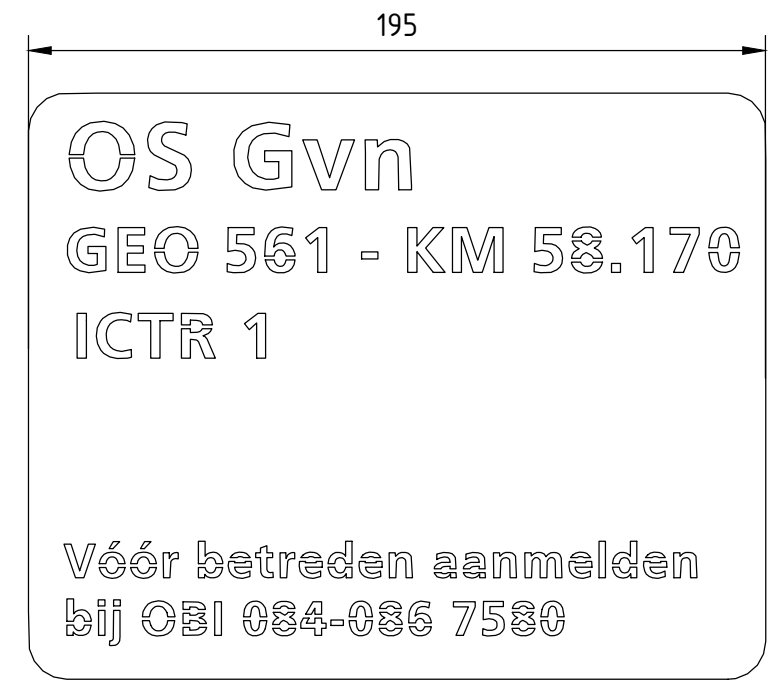 195
OS Gvn
GEO 561 - KM 58.170
ICTR 1
Vóór betreden aanmelden
bij OBI 084-086 7580